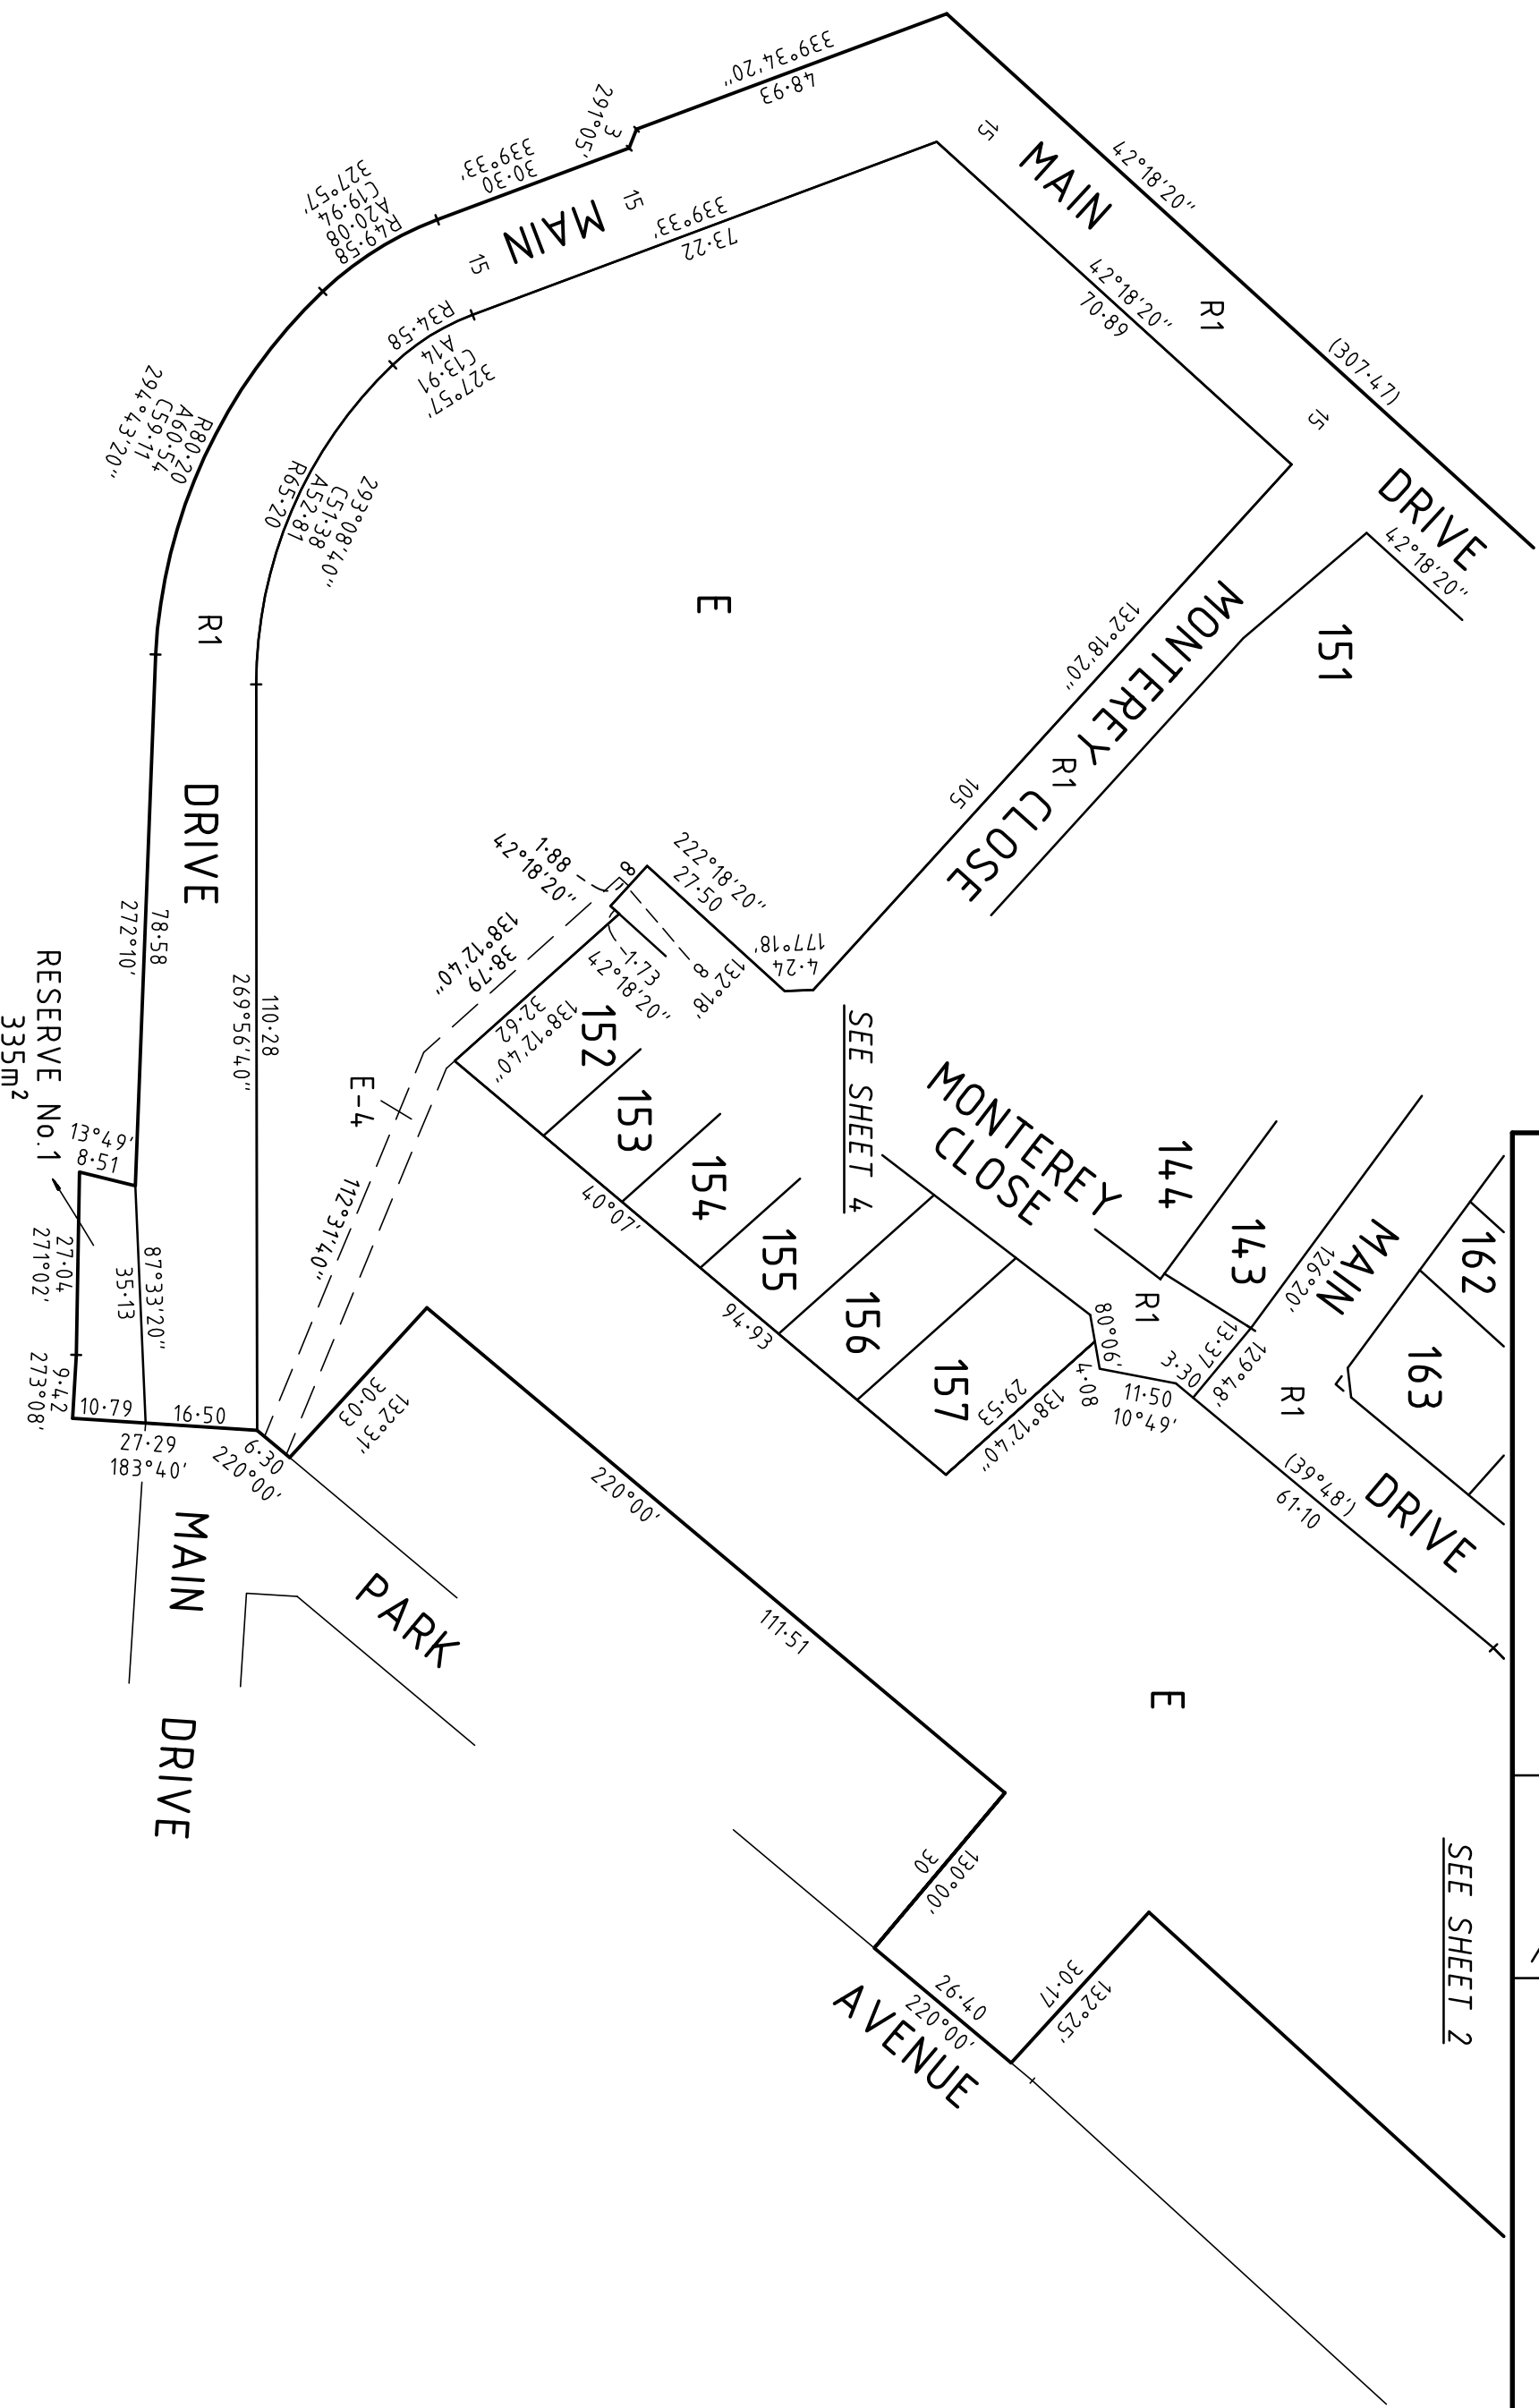 42°18'20"
(307·47)
339°34'20"
48·93
15
MAIN
DRIVE
R1
15
42°18'20"
70·89
42°18'20"
151
3
291°05'
339°33'
30·30
15
MAIN
15
339°33'
73·22
R49·58
A20·08
C19·94
327°57'
R34·58
A14
C13·91
327°57'
R80·20
A60·54
C59·11
294°43'20"
293°08'40"
C51·38
A52·81
R65·20
E
132°18'20"
105
MONTEREY CLOSE
R1
R1
DRIVE
78·58
272°10'
110·28
269°56'40"
1·88
42°18'20"
8
222°18'20"
27·50
177°18'
4·24
132°18'
8
1·73
42°18'20"
138°12'40"
38·79
138°12'40"
32·62
152
153
154
155
156
157
SEE SHEET 4
MONTEREY
CLOSE
144
143
126°20'
MAIN
162
163
E-4
112°31'40"
40°07'
94·93
80°06'
4·08
R1
13·37
3·30
129°48'
11·50
10°49'
R1
29·53
138°12'40"
(39°48')
61·10
DRIVE
RESERVE No.1
335m²
13°49'
8·51
27·04
271°02'
87°33'20"
35·13
9·42
273°08'
10·79
16·50
27·29
183°40'
6·30
220°00'
30·03
132°31'
220°00'
111·51
MAIN
DRIVE
PARK
E
SEE SHEET 2
130°00'
30
26·40
220°00'
30·17
132°25'
AVENUE